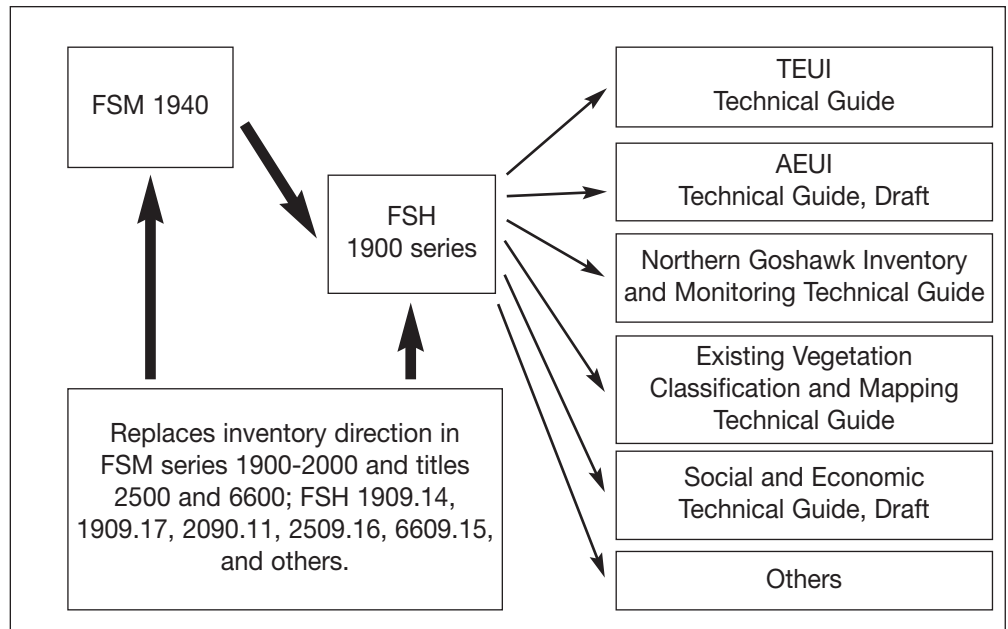 FSM 1940
FSH
1900 series
Replaces inventory direction in
FSM series 1900-2000 and titles
2500 and 6600; FSH 1909.14,
1909.17, 2090.11, 2509.16, 6609.15,
and others.
TEUI
Technical Guide
AEUI
Technical Guide, Draft
Northern Goshawk Inventory
and Monitoring Technical Guide
Existing Vegetation
Classification and Mapping
Technical Guide
Social and Economic
Technical Guide, Draft
Others